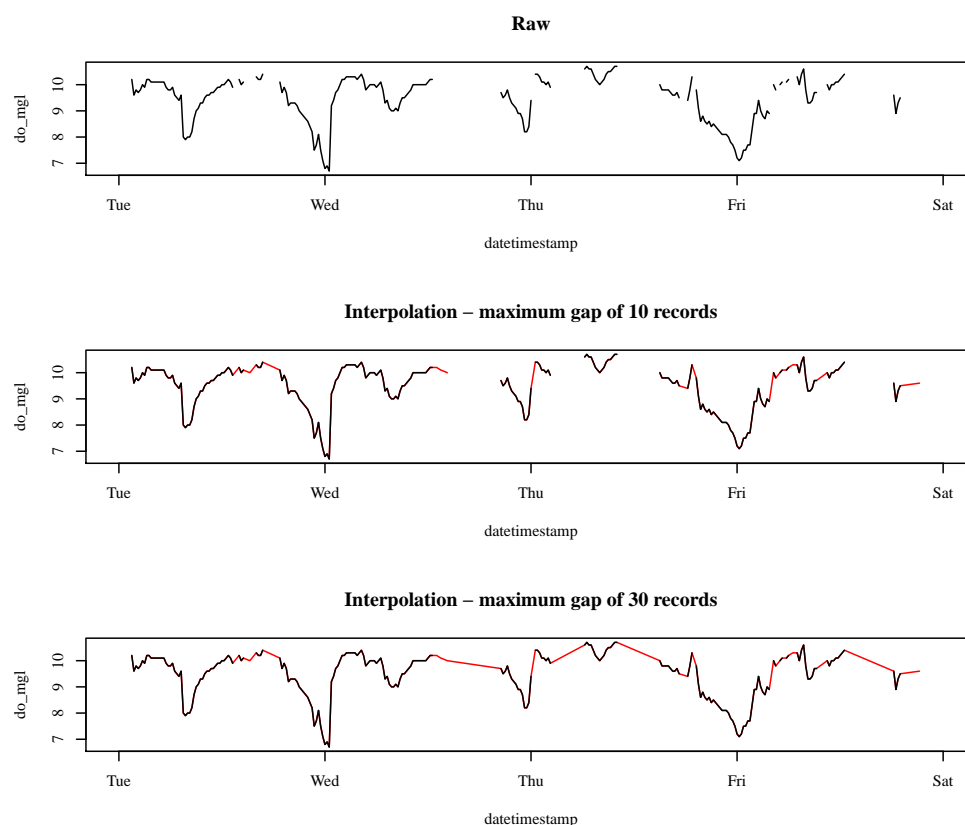 Raw
10
9
8
7
do_mgl
Tue Wed Thu Fri Sat
datetimestamp
Interpolation − maximum gap of 10 records
10
9
8
7
do_mgl
Tue Wed Thu Fri Sat
datetimestamp
Interpolation − maximum gap of 30 records
10
9
8
7
do_mgl
Tue Wed Thu Fri Sat
datetimestamp